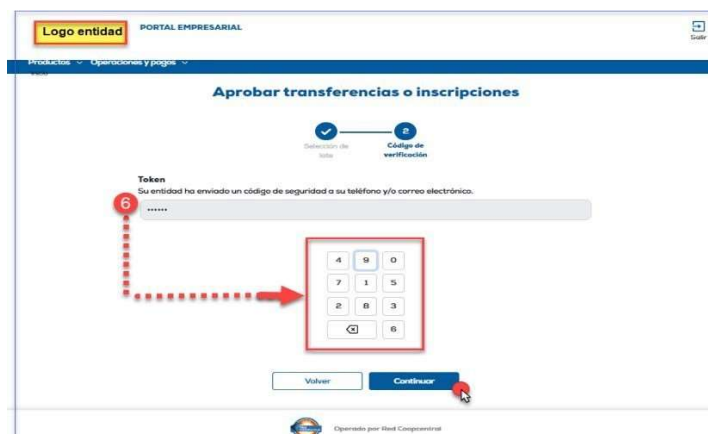 Logo entidad
PORTAL EMPRESARIAL
Salir
Productos Operaciones y pagos
Inicio
Aprobar transferencias o inscripciones
2
Selección de
lote
Código de
verificación
Token
Su entidad ha enviado un código de seguridad a su teléfono y/o correo electrónico.
6
••••••
4 9 0
7 1 5
2 8 3
6
Volver
Continuar
Operado por Red Coopcentral